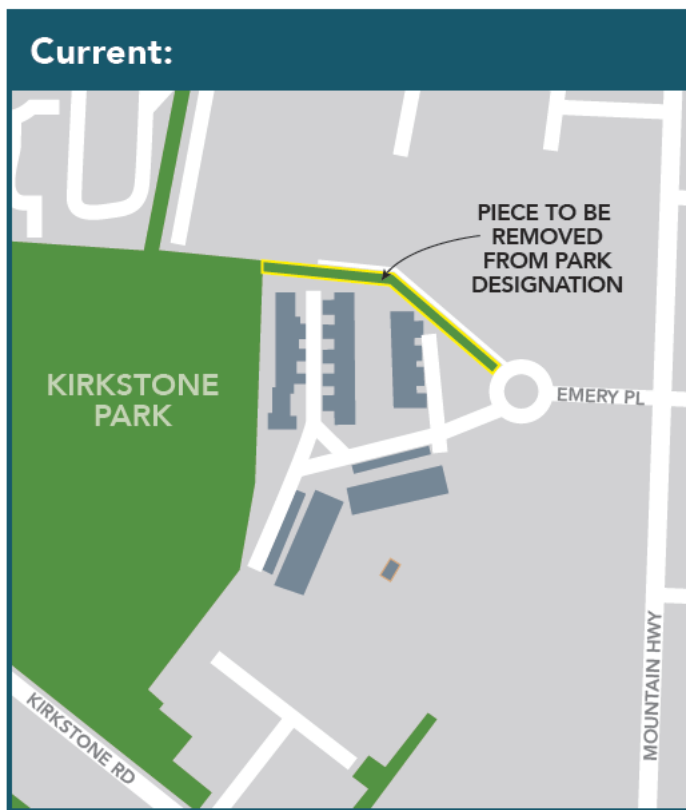 Current:
PIECE TO BE
REMOVED
FROM PARK
DESIGNATION
KIRKSTONE
PARK
EMERY PL
MOUNTAIN HWY
KIRKSTONE RD